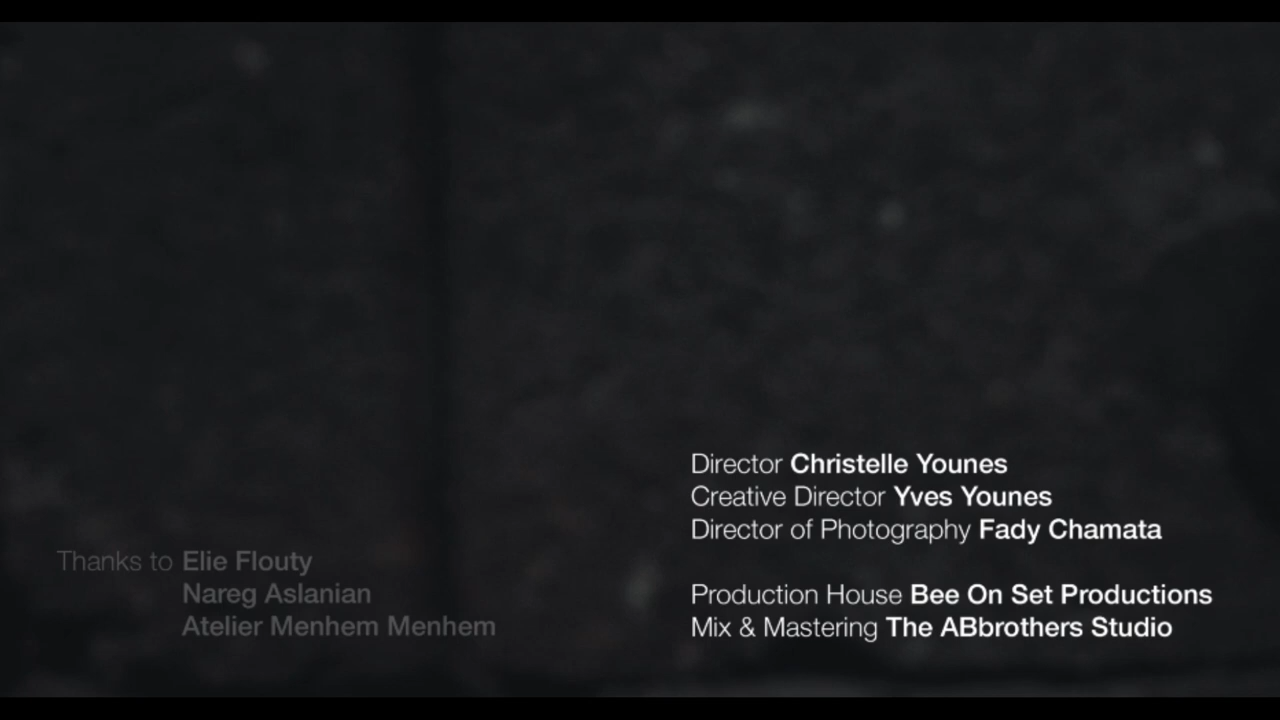 Director Christelle Younes
Creative Director Yves Younes
Director of Photography Fady Chamata
Production House Bee On Set Productions
Mix & Mastering The ABbrothers Studio
Thanks to Elie Flouty
Nareg Aslanian
Atelier Menhem Menhem